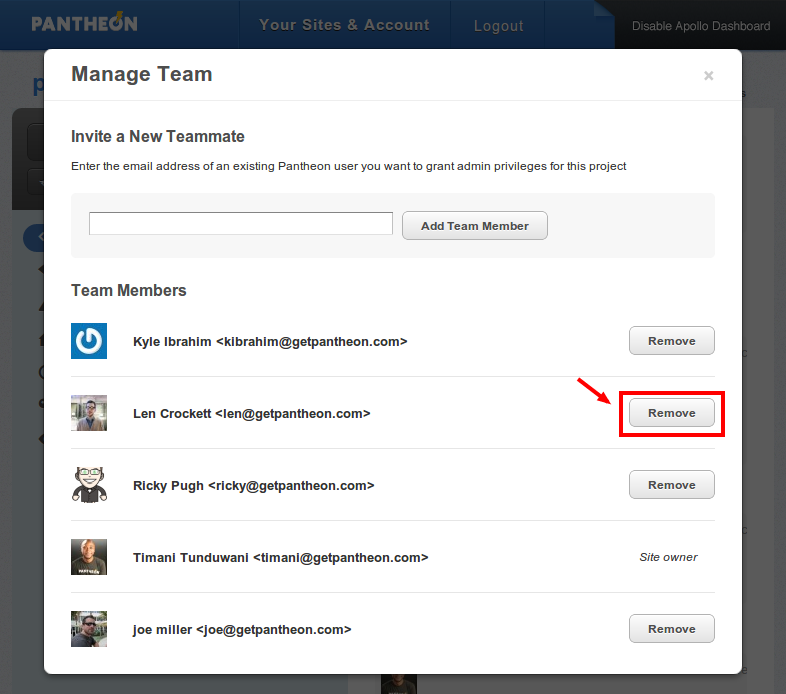 PANTHEON
Your Sites & Account
Logout
Disable Apollo Dashboard
Manage Team
×
Invite a New Teammate
Enter the email address of an existing Pantheon user you want to grant admin privileges for this project
Add Team Member
Team Members
Kyle Ibrahim <kibrahim@getpantheon.com>
Remove
Len Crockett <len@getpantheon.com>
Remove
Ricky Pugh <ricky@getpantheon.com>
Remove
Timani Tunduwani <timani@getpantheon.com>
Site owner
joe miller <joe@getpantheon.com>
Remove